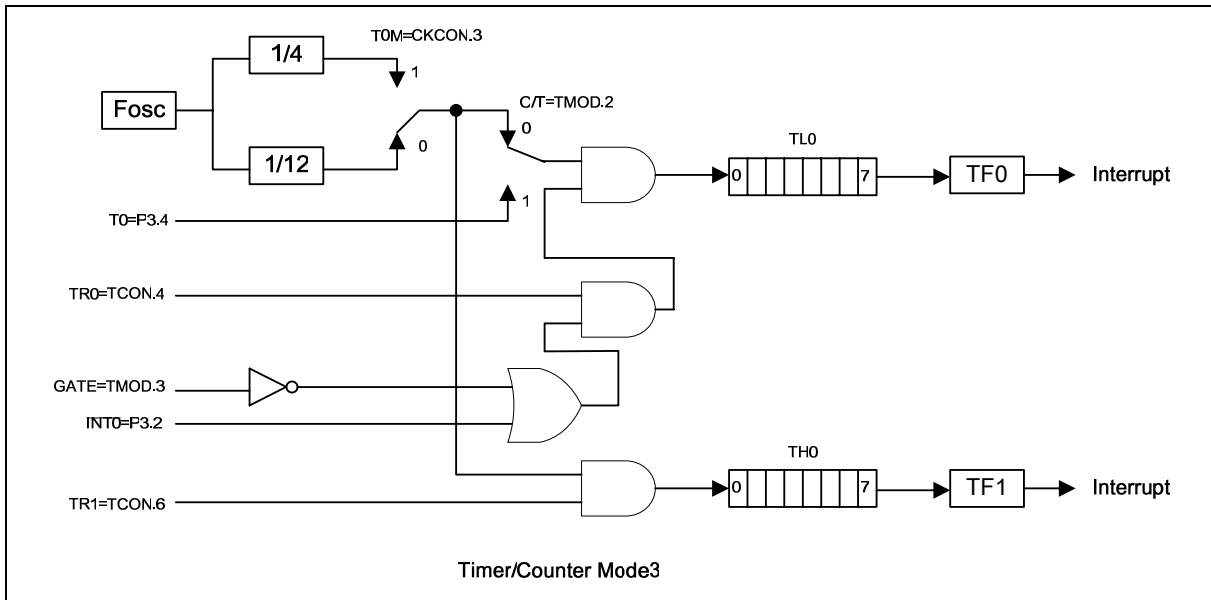 T0M=CKCON.3
1/4
1
Fosc
C/T=TMOD.2
0
0
1/12
TL0
0 7
TF0
Interrupt
1
T0=P3.4
TR0=TCON.4
GATE=TMOD.3
INT0=P3.2
TH0
0 7
TF1
Interrupt
TR1=TCON.6
Timer/Counter Mode3